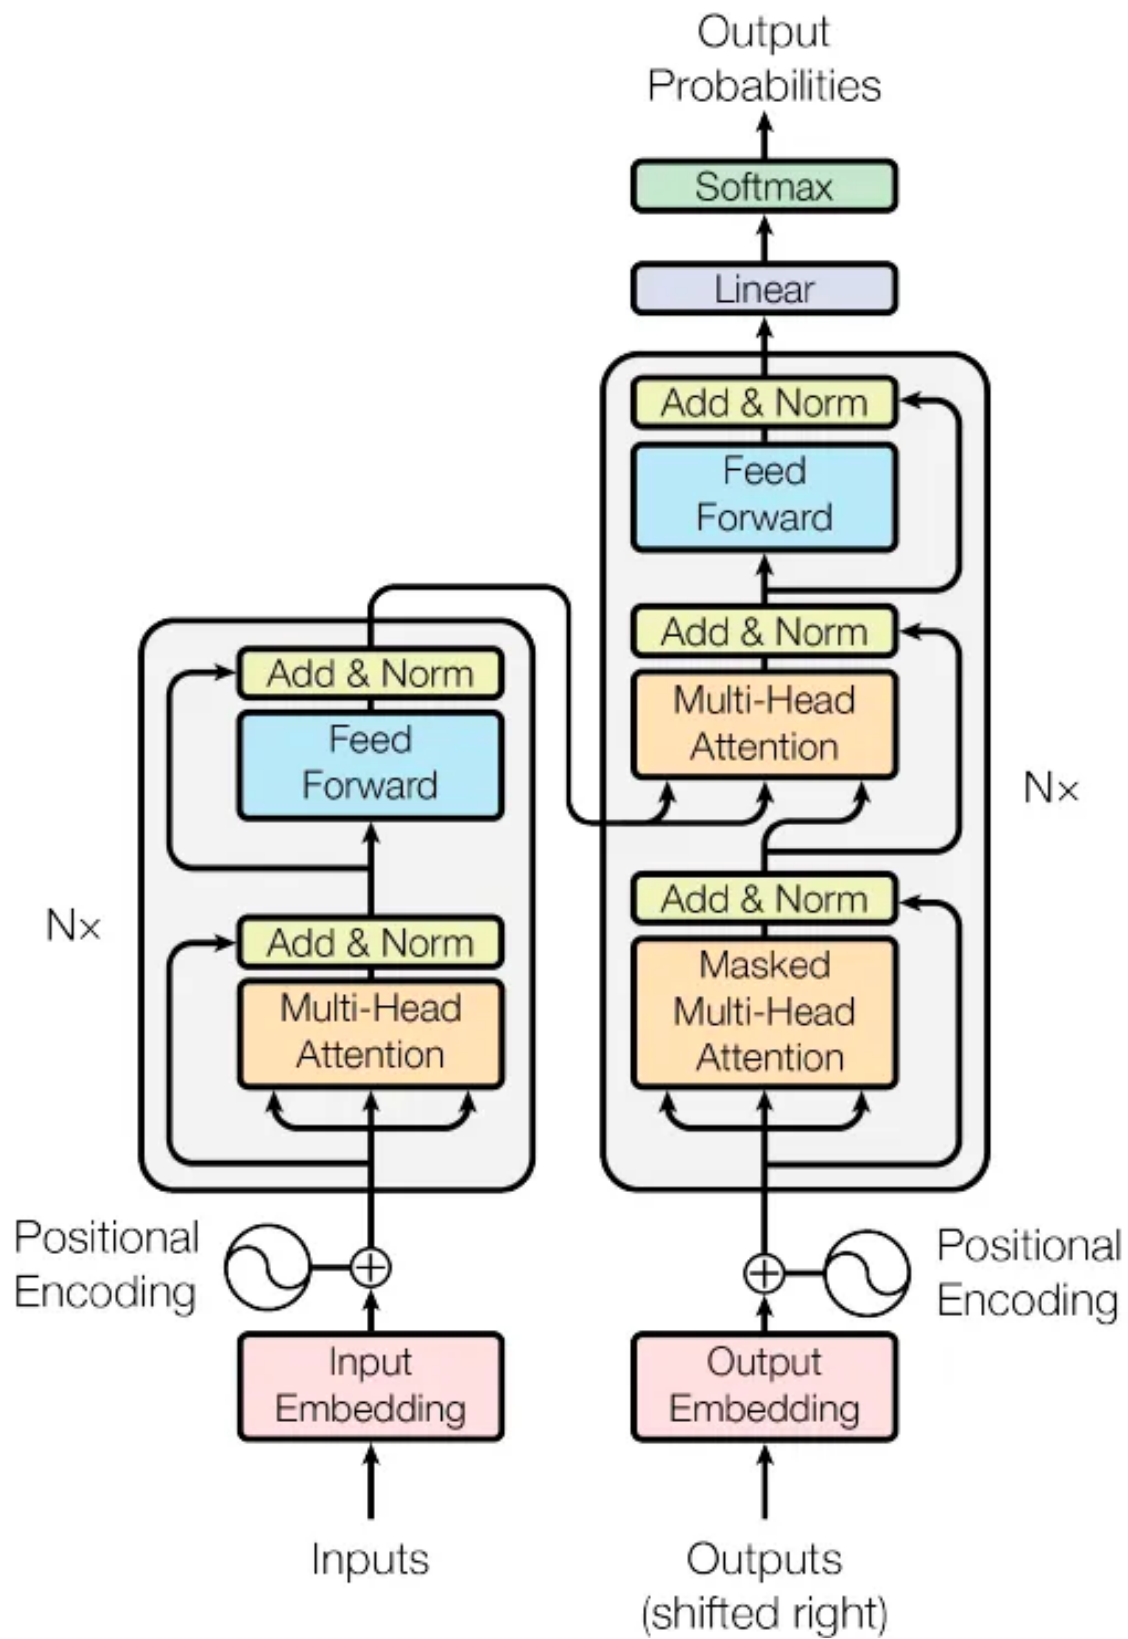 Output
Probabilities
Softmax
Linear
Add & Norm
Feed
Forward
Add & Norm
Multi-Head
Attention
Nx
Add & Norm
Masked
Multi-Head
Attention
Add & Norm
Feed
Forward
Nx
Add & Norm
Multi-Head
Attention
Positional
Encoding
Positional
Encoding
Input
Embedding
Output
Embedding
Inputs
Outputs
(shifted right)